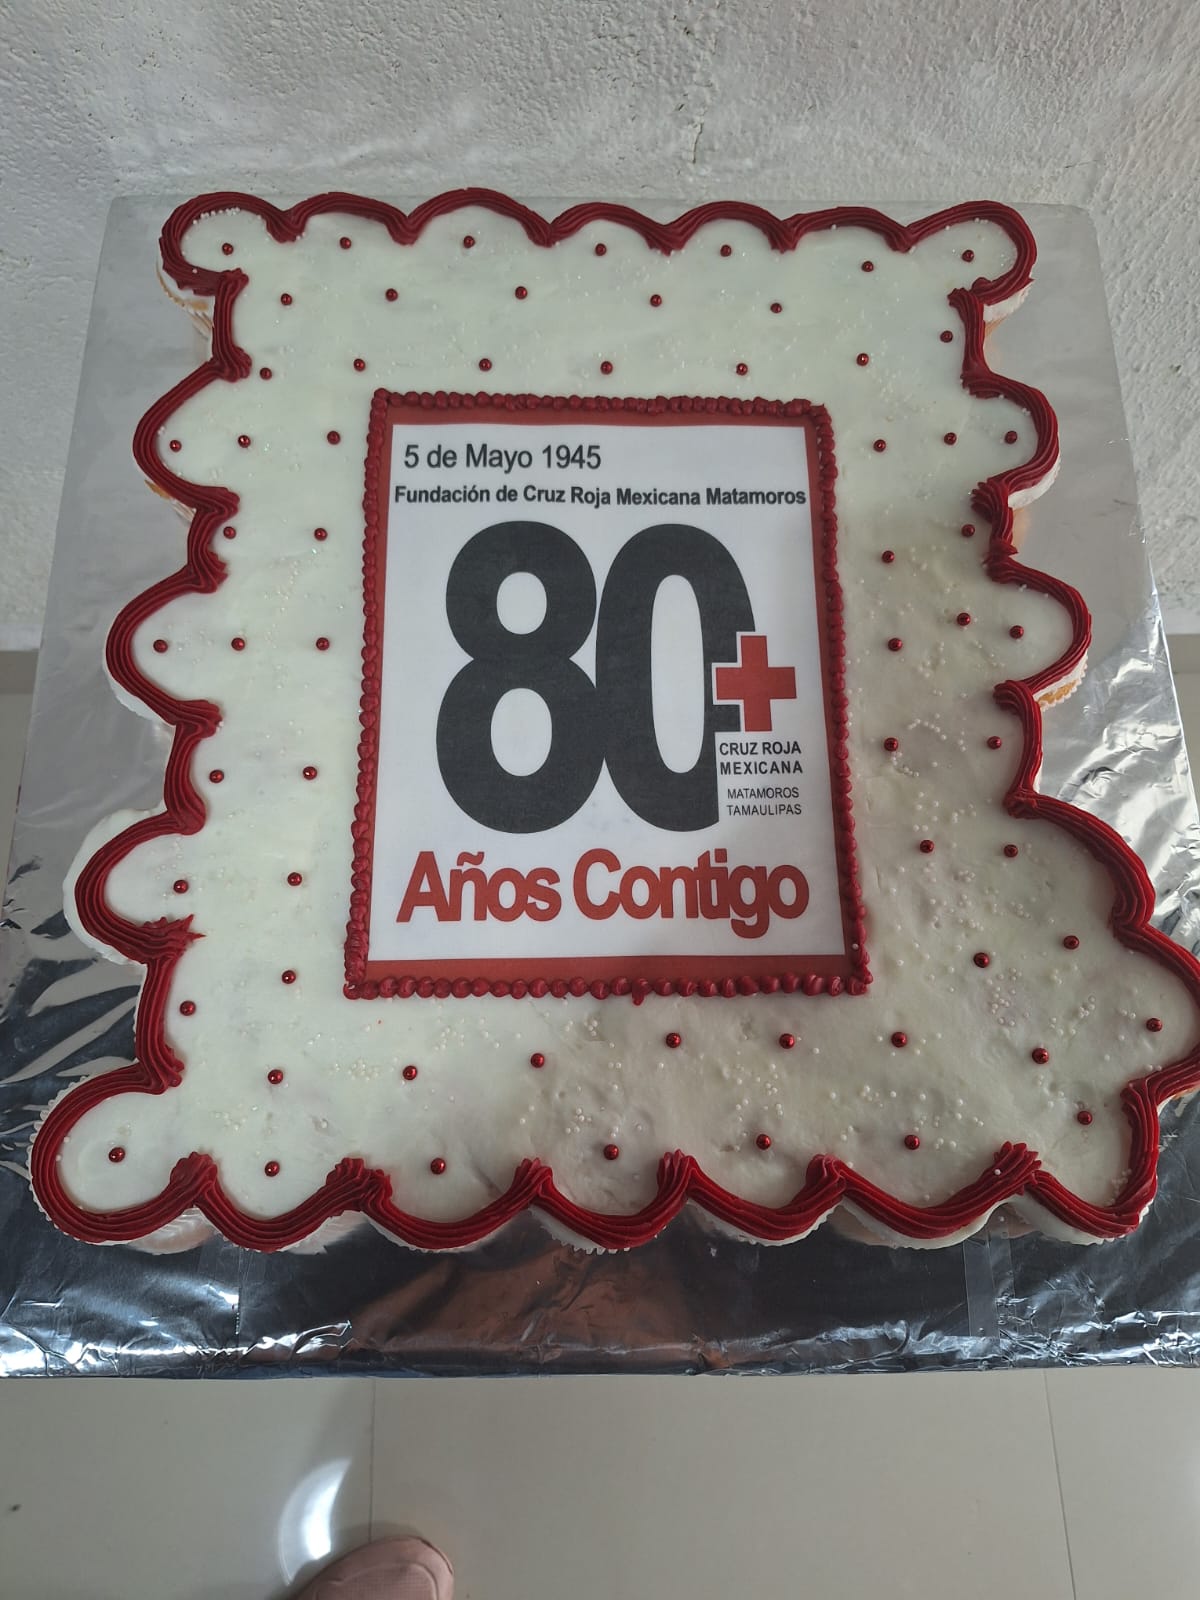 5 de Mayo 1945
Fundación de Cruz Roja Mexicana Matamoros
80
CRUZ ROJA
MEXICANA
MATAMOROS
TAMAULIPAS
Años Contigo